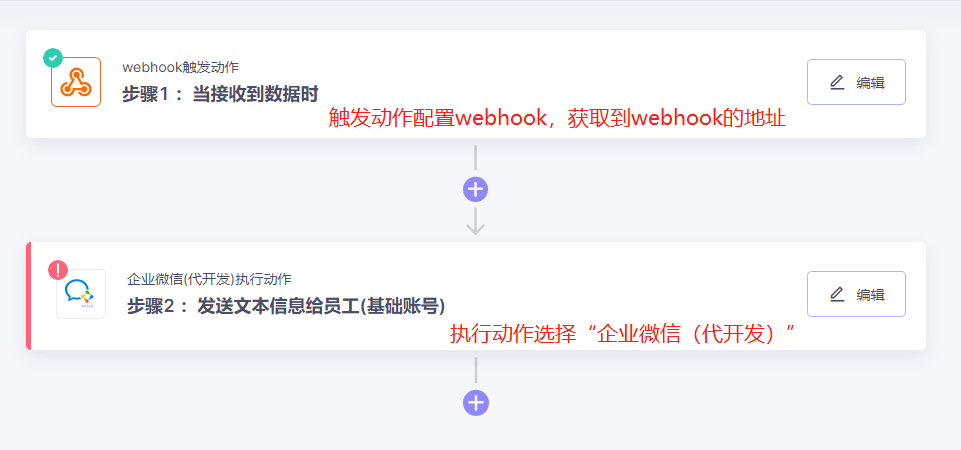 webhook触发动作
步骤1： 当接收到数据时
编辑
触发动作配置webhook，获取到webhook的地址
企业微信(代开发)执行动作
步骤2： 发送文本信息给员工(基础账号)
编辑
执行动作选择“企业微信（代开发）”